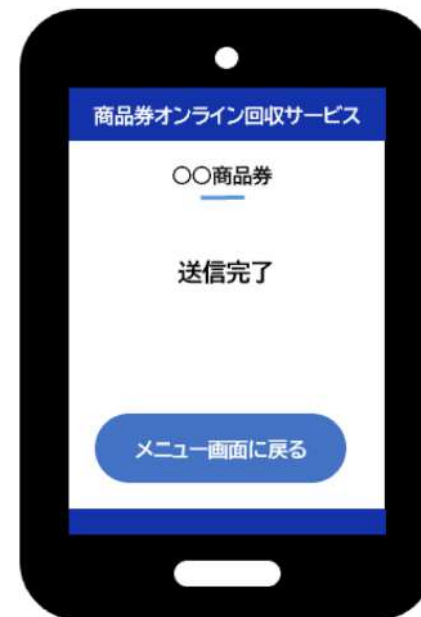 商品券オンライン回収サービス
〇〇商品券
送信完了
メニュー画面に戻る